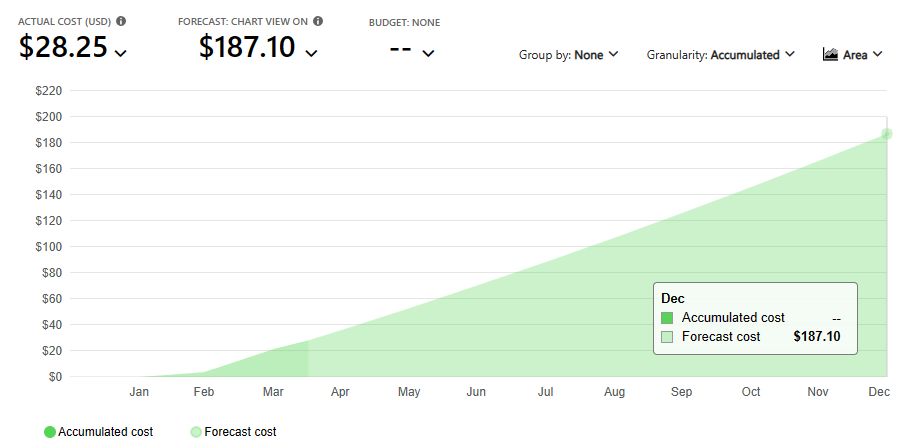 ACTUAL COST (USD) FORECAST: CHART VIEW ON BUDGET: NONE
$28.25 $187.10 --
Group by: None Granularity: Accumulated Area
$220
$200
$180
$160
$140
$120
$100
$80
$60
$40
$20
$0
Dec
Accumulated cost --
Forecast cost $187.10
Jan Feb Mar Apr May Jun Jul Aug Sep Oct Nov Dec
Accumulated cost Forecast cost